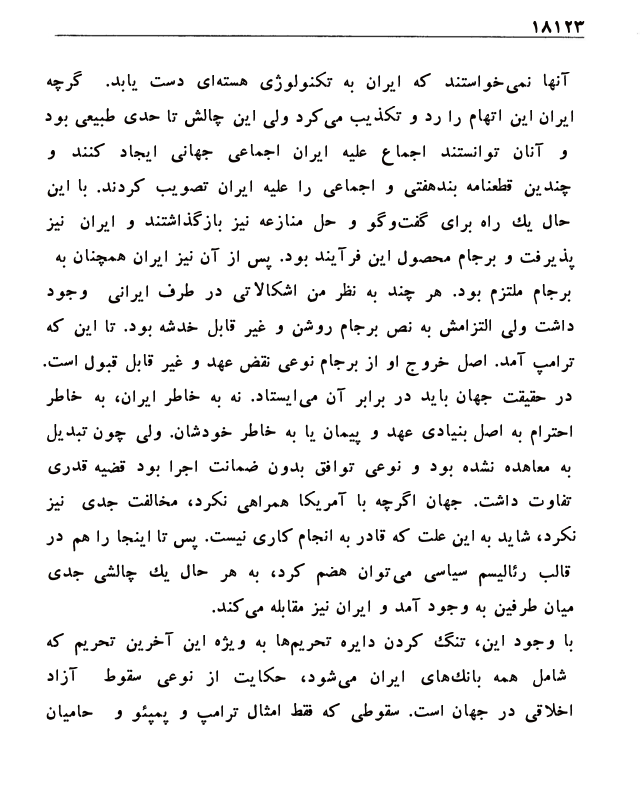 ۱۸۱۲۳
آنها نمی‌خواستند که ایران به تکنولوژی هسته‌ای دست یابد. گرچه
ایران این اتهام را رد و تکذیب می‌کرد ولی این چالش تا حدی طبیعی بود
و آنان توانستند اجماع علیه ایران اجماعی جهانی ایجاد کنند و
چندین قطعنامه بندهفتی و اجماعی را علیه ایران تصویب کردند. با این
حال یك راه برای گفت‌وگو و حل منازعه نیز بازگذاشتند و ایران نیز
پذیرفت و برجام محصول این فرآیند بود. پس از آن نیز ایران همچنان به
برجام ملتزم بود. هر چند به نظر من اشکالاتی در طرف ایرانی وجود
داشت ولی التزامش به نص برجام روشن و غیر قابل خدشه بود. تا این که
ترامپ آمد. اصل خروج او از برجام نوعی نقض عهد و غیر قابل قبول است.
در حقیقت جهان باید در برابر آن می‌ایستاد. نه به خاطر ایران، به خاطر
احترام به اصل بنیادی عهد و پیمان یا به خاطر خودشان. ولی چون تبدیل
به معاهده نشده بود و نوعی توافق بدون ضمانت اجرا بود قضیه قدری
تفاوت داشت. جهان اگرچه با آمریکا همراهی نکرد، مخالفت جدی نیز
نکرد، شاید به این علت که قادر به انجام کاری نیست. پس تا اینجا را هم در
قالب رئالیسم سیاسی می‌توان هضم کرد، به هر حال یك چالشی جدی
میان طرفین به وجود آمد و ایران نیز مقابله می‌کند.
با وجود این، تنگ کردن دایره تحریم‌ها به ویژه این آخرین تحریم که
شامل همه بانك‌های ایران می‌شود، حکایت از نوعی سقوط آزاد
اخلاقی در جهان است. سقوطی که فقط امثال ترامپ و پمپئو و حامیان